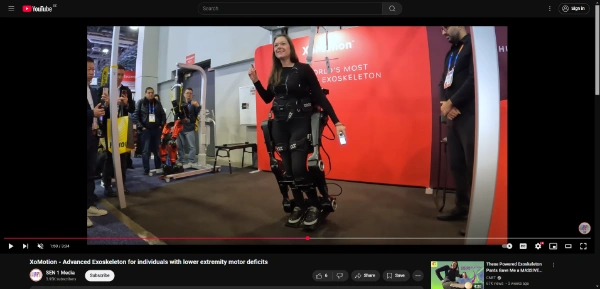 YouTube
Search
Sign in
XoMotion
WORLD'S MOST
EXOSKELETON
XoMotion - Advanced Exoskeleton for individuals with lower extremity motor deficits
SEN 1 Media
Subscribe
6
Share
Save
These Powered Exoskeleton
Pants Gave Me a MASSIVE...